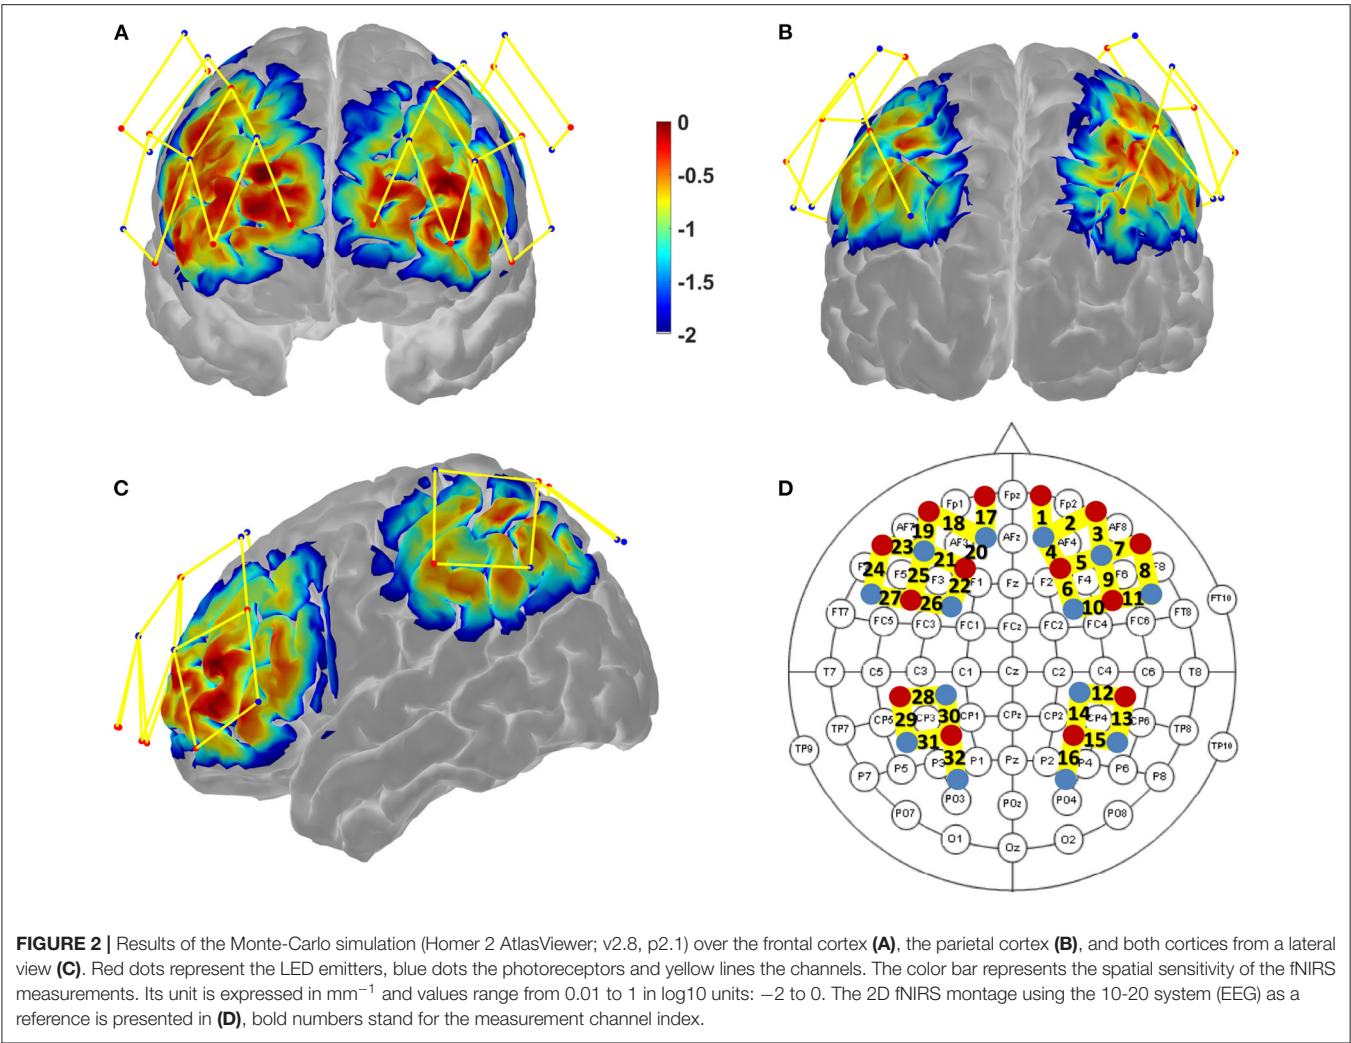 A
B
0
-0.5
-1
-1.5
-2
C
D
Fp1 Fpz Fp2
17 1
18 2
AF7 19 AF3 AFz AF4 3 AF8
23 21 20 4 5 7
24 F5 25 F3 22 F1 Fz F2 6 F4 9 F6 8 F8
27 26 10 11
FT7 FC5 FC3 FC1 FCz FC2 FC4 FC6 FT8 FT10
T7 C5 C3 C1 Cz C2 C4 C6 T8
28 12
TP7 CP5 29 CP3 30 CP1 CPz CP2 14 CP4 13 CP6 TP8
TP9 31 15 TP10
P7 P5 P3 32 P1 Pz P2 16 P4 P6 P8
PO7 PO3 POz PO4 PO8
O1 Oz O2
FIGURE 2 | Results of the Monte-Carlo simulation (Homer 2 AtlasViewer; v2.8, p2.1) over the frontal cortex (A), the parietal cortex (B), and both cortices from a lateral
view (C). Red dots represent the LED emitters, blue dots the photoreceptors and yellow lines the channels. The color bar represents the spatial sensitivity of the fNIRS
measurements. Its unit is expressed in mm−1 and values range from 0.01 to 1 in log10 units: −2 to 0. The 2D fNIRS montage using the 10-20 system (EEG) as a
reference is presented in (D), bold numbers stand for the measurement channel index.